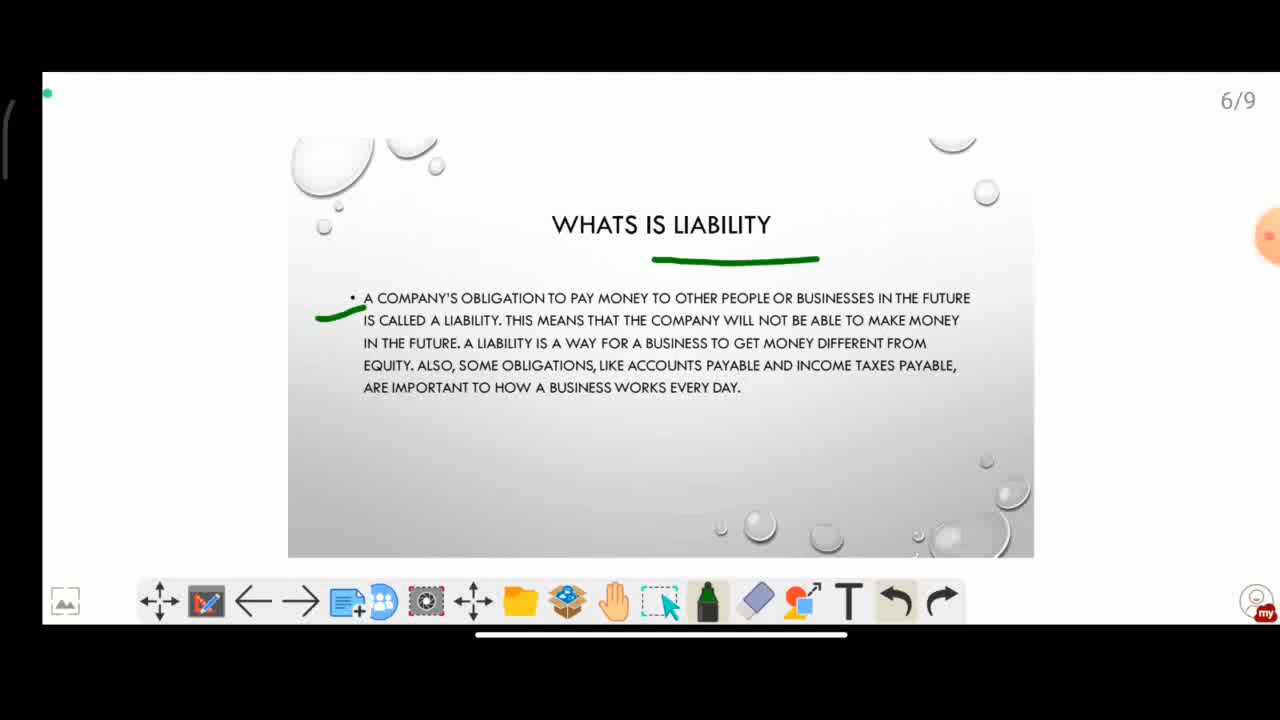 6/9
WHATS IS LIABILITY
• A COMPANY'S OBLIGATION TO PAY MONEY TO OTHER PEOPLE OR BUSINESSES IN THE FUTURE
IS CALLED A LIABILITY. THIS MEANS THAT THE COMPANY WILL NOT BE ABLE TO MAKE MONEY
IN THE FUTURE. A LIABILITY IS A WAY FOR A BUSINESS TO GET MONEY DIFFERENT FROM
EQUITY. ALSO, SOME OBLIGATIONS, LIKE ACCOUNTS PAYABLE AND INCOME TAXES PAYABLE,
ARE IMPORTANT TO HOW A BUSINESS WORKS EVERY DAY.
T
my